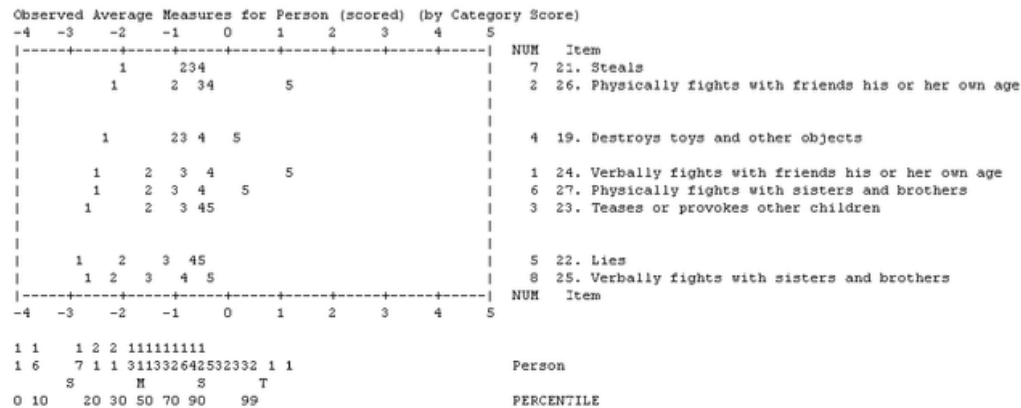 Observed Average Measures for Person (scored) (by Category Score)
-4 -3 -2 -1 0 1 2 3 4 5
|-----+-----+-----+-----+-----+-----+-----+-----+-----| NUM Item
| 1 234 | 7 21. Steals
| 1 2 34 5 | 2 26. Physically fights with friends his or her own age
| |
| |
| 1 23 4 5 | 4 19. Destroys toys and other objects
| |
| 1 2 3 4 5 | 1 24. Verbally fights with friends his or her own age
| 1 2 3 4 5 | 6 27. Physically fights with sisters and brothers
| 1 2 3 45 | 3 23. Teases or provokes other children
| |
| |
| 1 2 3 45 | 5 22. Lies
| 1 2 3 4 5 | 8 25. Verbally fights with sisters and brothers
|-----+-----+-----+-----+-----+-----+-----+-----+-----| NUM Item
-4 -3 -2 -1 0 1 2 3 4 5
1 1 1 2 2 111111111
1 6 7 1 1 311332642532332 1 1 Person
S M S T
0 10 20 30 50 70 90 99 PERCENTILE